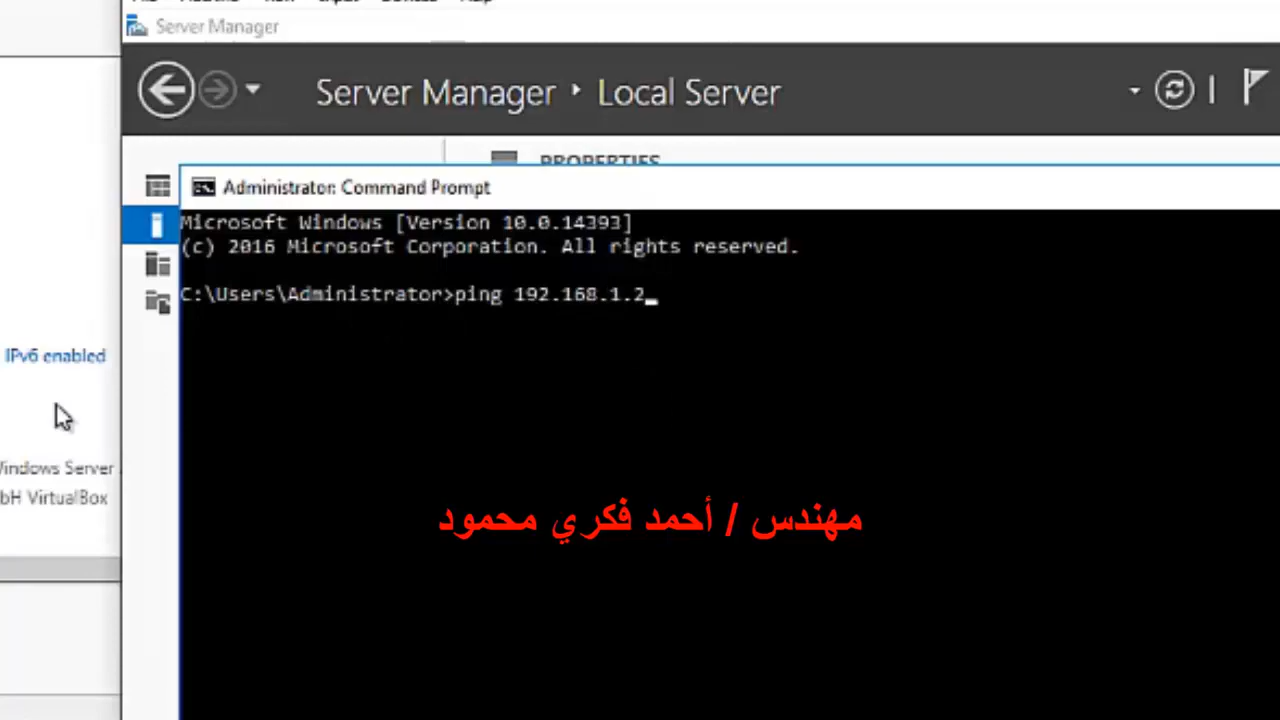 Server Manager
Server Manager ‣ Local Server
PROPERTIES
Administrator: Command Prompt
Microsoft Windows [Version 10.0.14393]
(c) 2016 Microsoft Corporation. All rights reserved.
C:\Users\Administrator>ping 192.168.1.2_
IPv6 enabled
Windows Server
bH VirtualBox
مهندس / أحمد فكري محمود